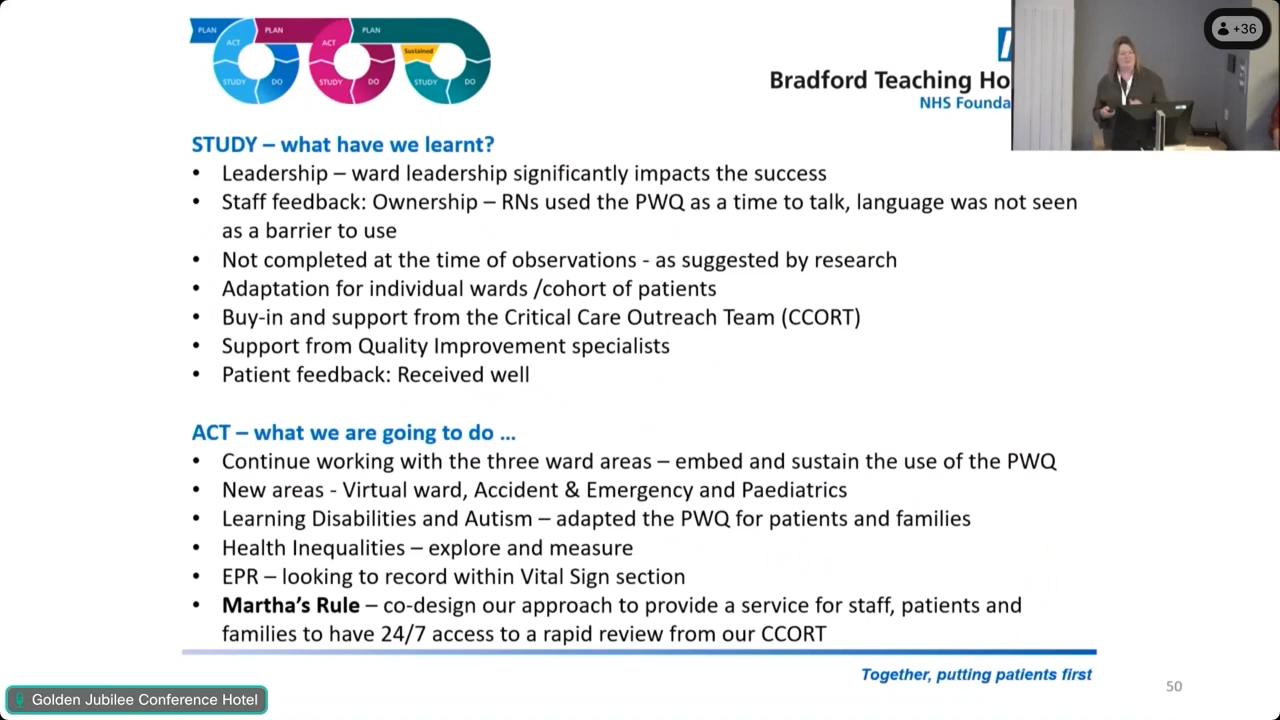 PLAN PLAN PLAN
ACT ACT Sustained
STUDY DO STUDY DO STUDY DO
+36
Bradford Teaching Ho
NHS Founda
STUDY – what have we learnt?
• Leadership – ward leadership significantly impacts the success
• Staff feedback: Ownership – RNs used the PWQ as a time to talk, language was not seen
as a barrier to use
• Not completed at the time of observations - as suggested by research
• Adaptation for individual wards /cohort of patients
• Buy-in and support from the Critical Care Outreach Team (CCORT)
• Support from Quality Improvement specialists
• Patient feedback: Received well
ACT – what we are going to do ...
• Continue working with the three ward areas – embed and sustain the use of the PWQ
• New areas - Virtual ward, Accident & Emergency and Paediatrics
• Learning Disabilities and Autism – adapted the PWQ for patients and families
• Health Inequalities – explore and measure
• EPR – looking to record within Vital Sign section
• Martha's Rule – co-design our approach to provide a service for staff, patients and
families to have 24/7 access to a rapid review from our CCORT
Together, putting patients first
50
Golden Jubilee Conference Hotel